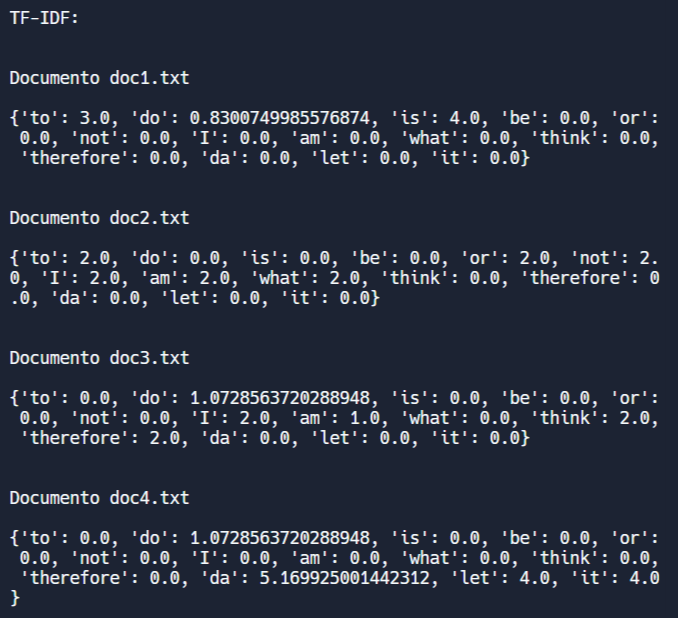 TF-IDF:
Documento doc1.txt
{'to': 3.0, 'do': 0.8300749985576874, 'is': 4.0, 'be': 0.0, 'or':
0.0, 'not': 0.0, 'I': 0.0, 'am': 0.0, 'what': 0.0, 'think': 0.0,
'therefore': 0.0, 'da': 0.0, 'let': 0.0, 'it': 0.0}
Documento doc2.txt
{'to': 2.0, 'do': 0.0, 'is': 0.0, 'be': 0.0, 'or': 2.0, 'not': 2.
0, 'I': 2.0, 'am': 2.0, 'what': 2.0, 'think': 0.0, 'therefore': 0
.0, 'da': 0.0, 'let': 0.0, 'it': 0.0}
Documento doc3.txt
{'to': 0.0, 'do': 1.0728563720288948, 'is': 0.0, 'be': 0.0, 'or':
0.0, 'not': 0.0, 'I': 2.0, 'am': 1.0, 'what': 0.0, 'think': 2.0,
'therefore': 2.0, 'da': 0.0, 'let': 0.0, 'it': 0.0}
Documento doc4.txt
{'to': 0.0, 'do': 1.0728563720288948, 'is': 0.0, 'be': 0.0, 'or':
0.0, 'not': 0.0, 'I': 0.0, 'am': 0.0, 'what': 0.0, 'think': 0.0,
'therefore': 0.0, 'da': 5.169925001442312, 'let': 4.0, 'it': 4.0
}